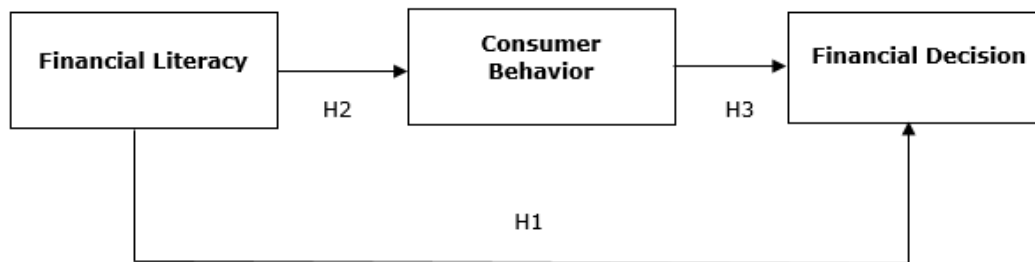 Financial Literacy
Consumer
Behavior
Financial Decision
H2
H3
H1